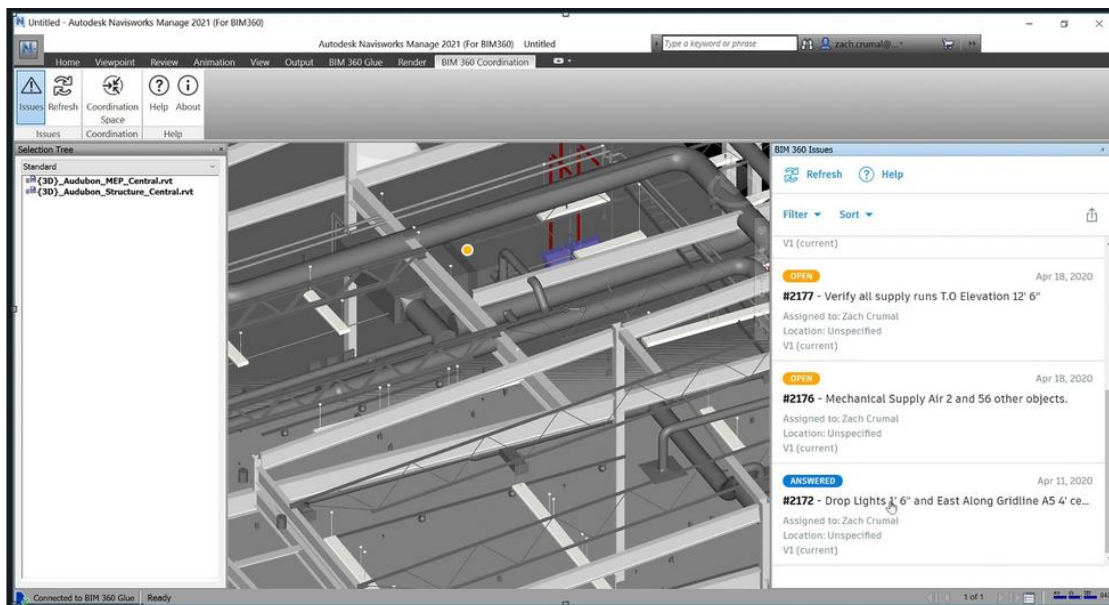 Untitled - Autodesk Navisworks Manage 2021 (For BIM360)
Autodesk Navisworks Manage 2021 (For BIM360) Untitled
Type a keyword or phrase
zach.crumal@...
Home Viewpoint Review Animation View Output BIM 360 Glue Render BIM 360 Coordination
Issues Refresh Coordination Space Help About
Issues Coordination Help
Selection Tree
Standard
{3D}_Audubon_MEP_Central.rvt
{3D}_Audubon_Structure_Central.rvt
BIM 360 Issues
Refresh Help
Filter Sort
V1 (current)
OPEN Apr 18, 2020
#2177 - Verify all supply runs T.O Elevation 12' 6"
Assigned to: Zach Crumal
Location: Unspecified
V1 (current)
OPEN Apr 18, 2020
#2176 - Mechanical Supply Air 2 and 56 other objects.
Assigned to: Zach Crumal
Location: Unspecified
V1 (current)
ANSWERED Apr 11, 2020
#2172 - Drop Lights 1' 6" and East Along Gridline A5 4' ce...
Assigned to: Zach Crumal
Location: Unspecified
V1 (current)
Connected to BIM 360 Glue Ready
1 of 1